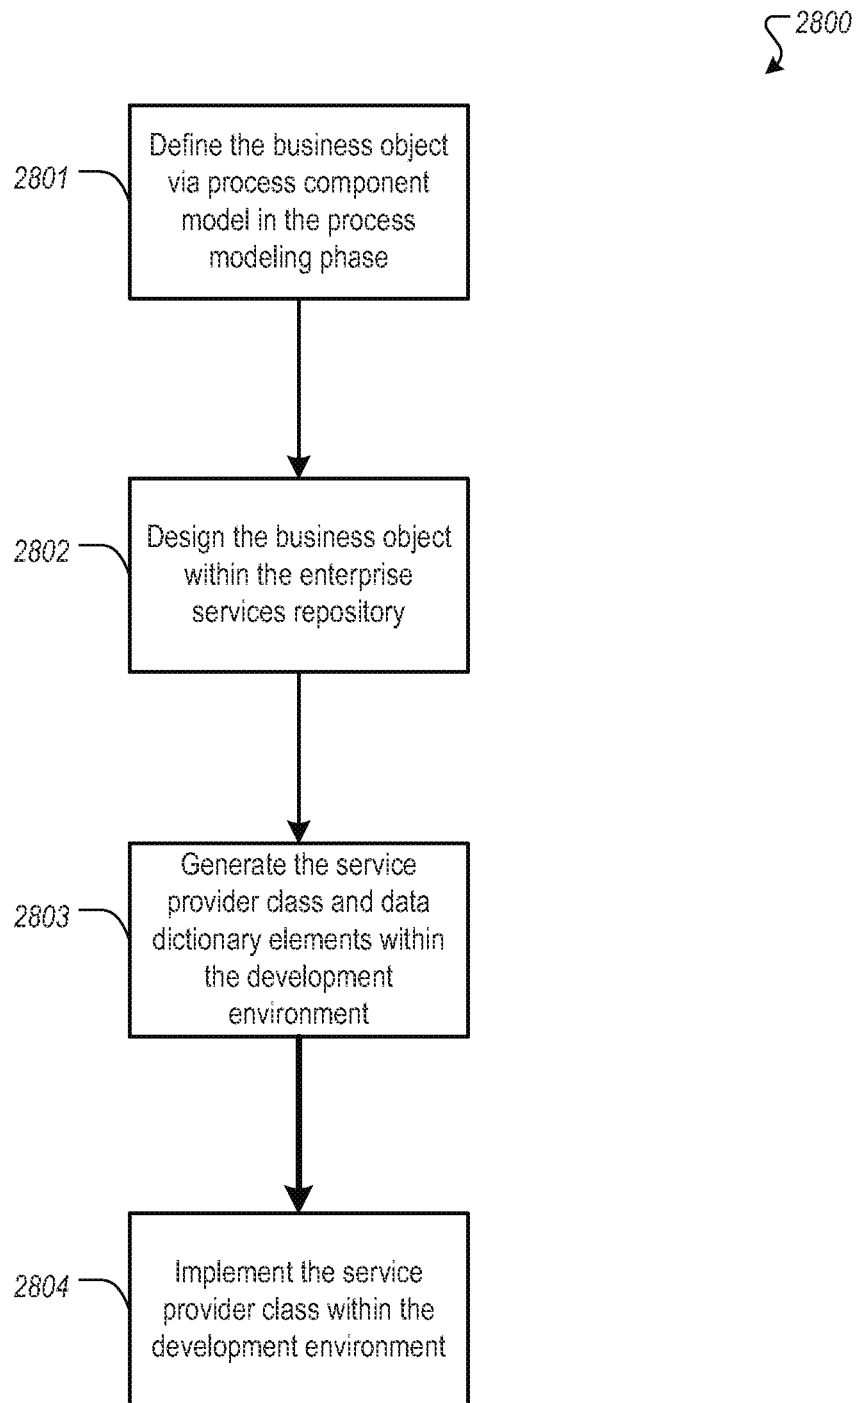 2800
2801
Define the business object
via process component
model in the process
modeling phase
2802
Design the business object
within the enterprise
services repository
2803
Generate the service
provider class and data
dictionary elements within
the development
environment
2804
Implement the service
provider class within the
development environment